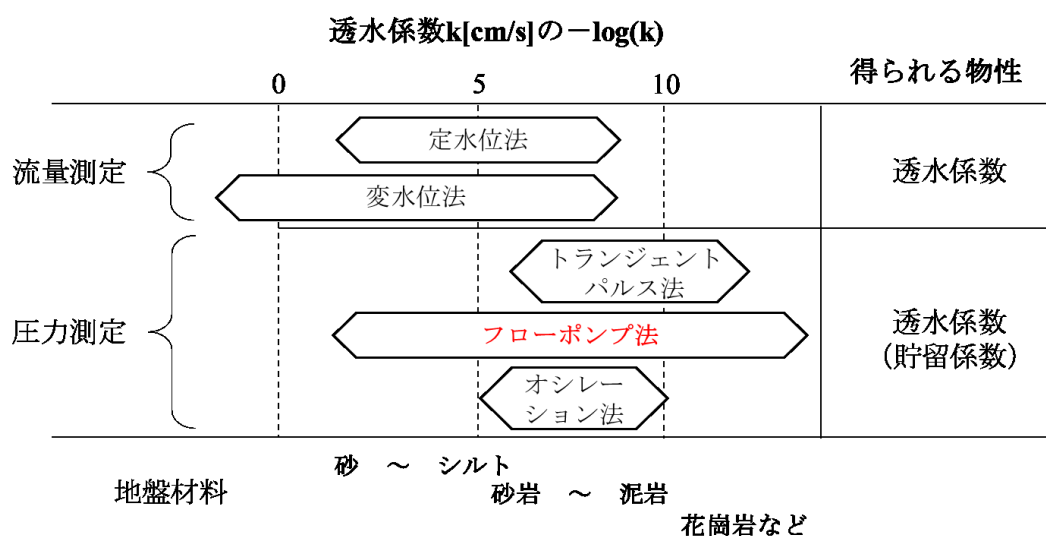 透水係数k[cm/s]の－log(k)
0 5 10 得られる物性
流量測定
定水位法
変水位法
透水係数
圧力測定
トランジェント
パルス法
フローポンプ法
オシレー
ション法
透水係数
(貯留係数)
地盤材料
砂 ～ シルト
砂岩 ～ 泥岩
花崗岩など